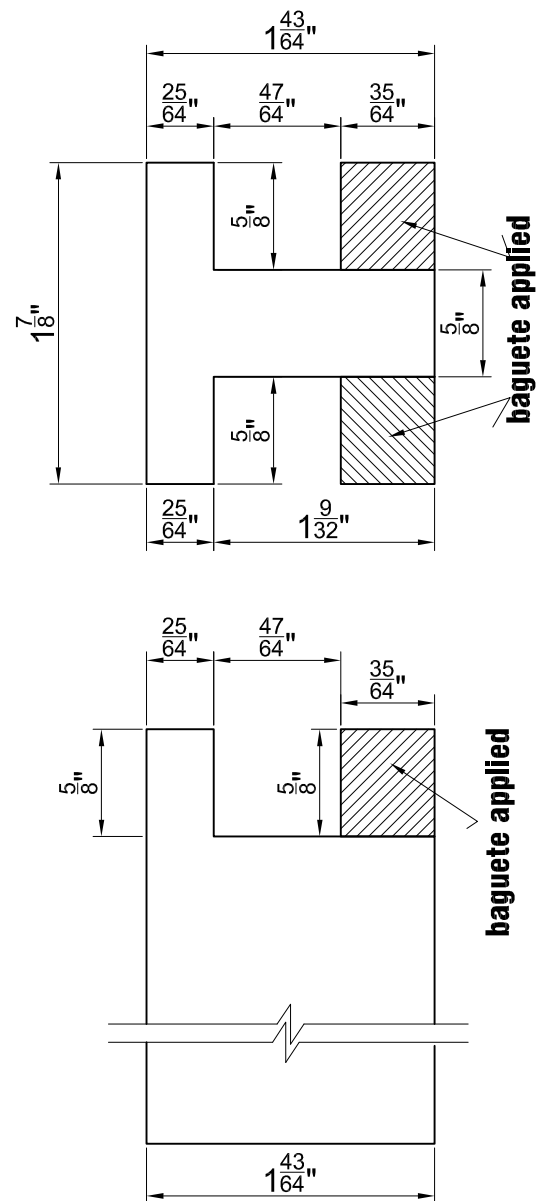 1 43/64"
25/64" 47/64" 35/64"
5/8"
1 7/8"
5/8"
5/8"
baguete applied
baguete applied
25/64" 1 9/32"
25/64" 47/64"
35/64"
5/8" 5/8"
baguete applied
1 43/64"